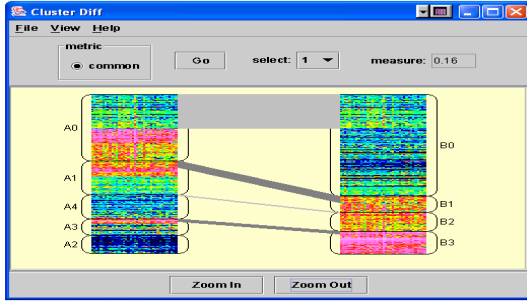 Cluster Diff
File View Help
metric
common
Go
select: 1
measure: 0.16
A0
B0
A1
A4
B1
A3
B2
A2
B3
Zoom In
Zoom Out